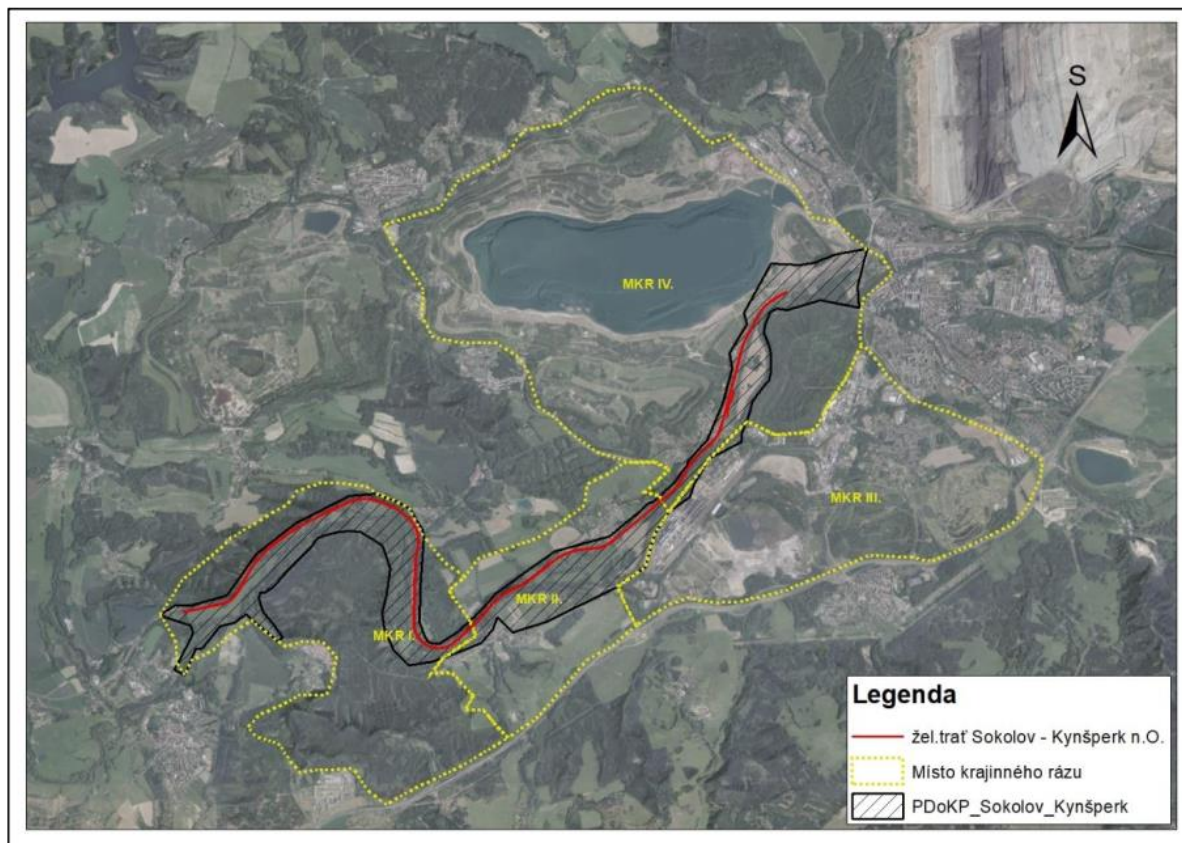 S
MKR IV.
MKR III.
MKR II.
MKR I.
Legenda
žel.trať Sokolov - Kynšperk n.O.
Místo krajinného rázu
PDoKP_Sokolov_Kynšperk